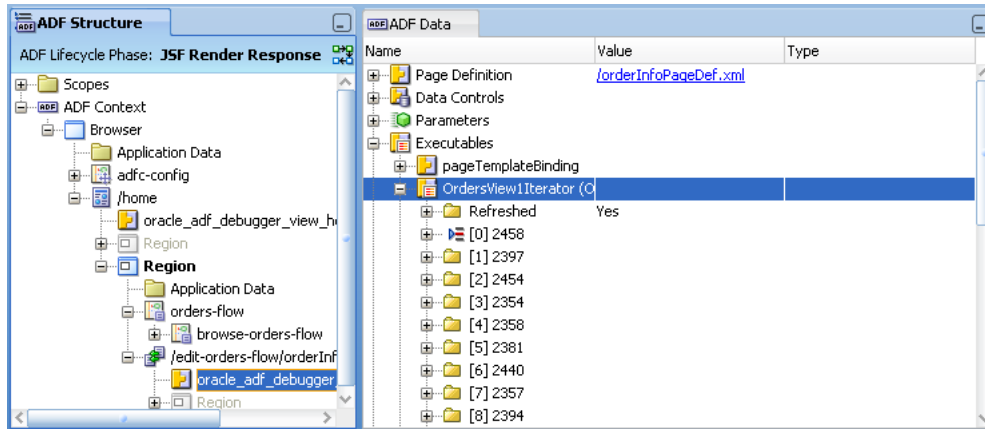 ADF Structure
ADF Lifecycle Phase: JSF Render Response
Scopes
ADF ADF Context
Browser
Application Data
adfc-config
/home
oracle_adf_debugger_view_h
Region
Region
Application Data
orders-flow
browse-orders-flow
/edit-orders-flow/orderInf
oracle_adf_debugger
Region
ADF ADF Data
Name Value Type
Page Definition /orderInfoPageDef.xml
Data Controls
Parameters
Executables
pageTemplateBinding
OrdersView1Iterator (O
Refreshed Yes
[0] 2458
[1] 2397
[2] 2454
[3] 2354
[4] 2358
[5] 2381
[6] 2440
[7] 2357
[8] 2394